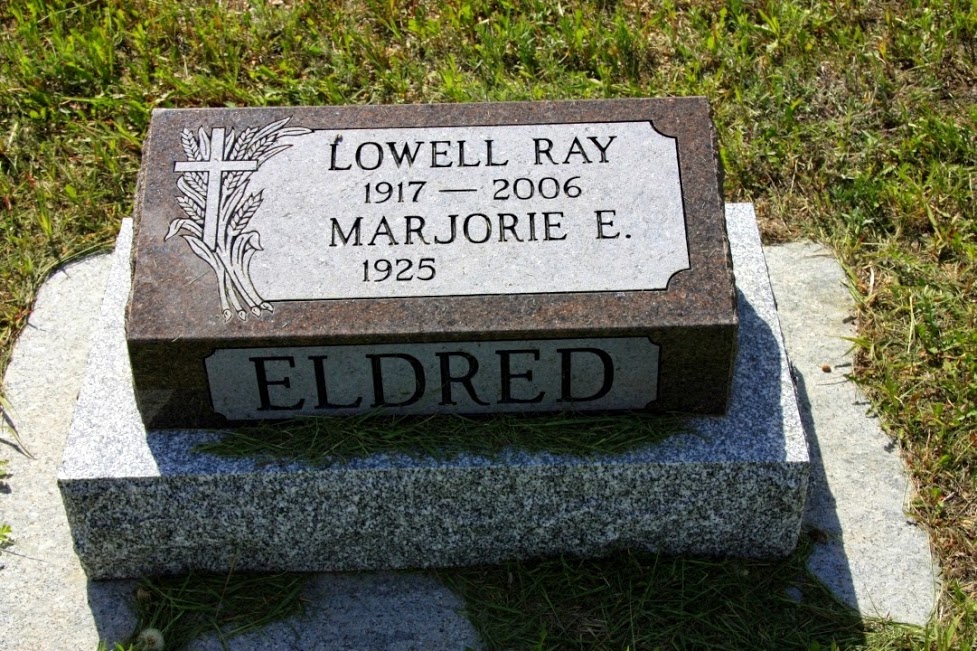 LOWELL RAY
1917 — 2006
MARJORIE E.
1925
ELDRED